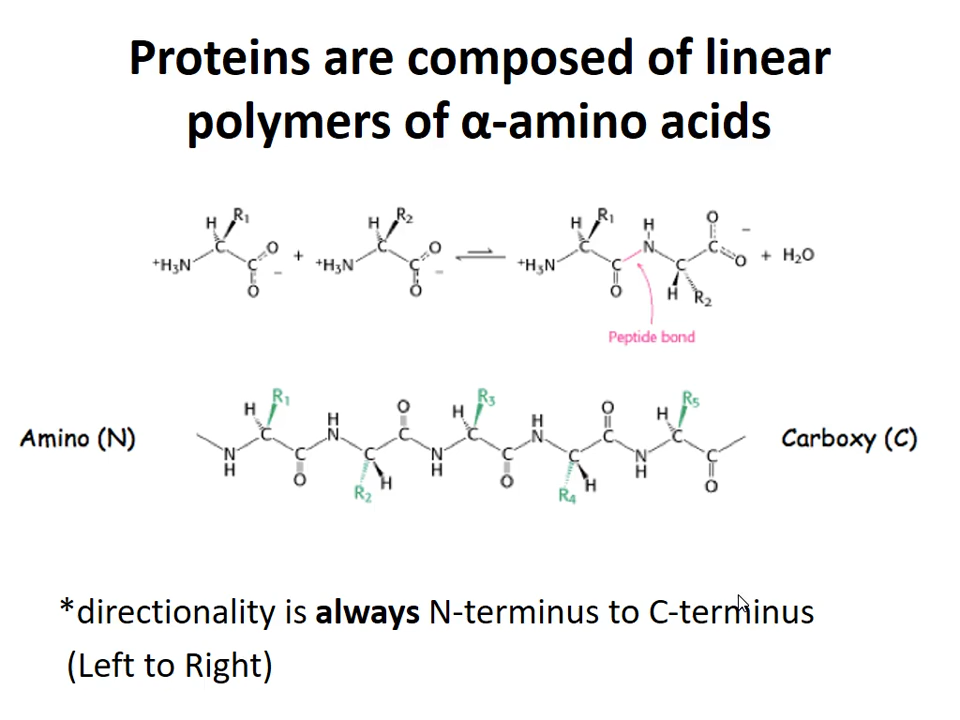 Proteins are composed of linear
polymers of α-amino acids
H R₁ H R₂ H R₁ H O
⁺H₃N C C O O − + ⁺H₃N C C O O − ⇌ ⁺H₃N C C O N C H R₂ C O − + H₂O
Peptide bond
H R₁ H O H R₃ H O H R₅
Amino (N) N H C C O N C R₂ H C N H C C O N C R₄ H C N H C C O Carboxy (C)
*directionality is always N-terminus to C-terminus
(Left to Right)